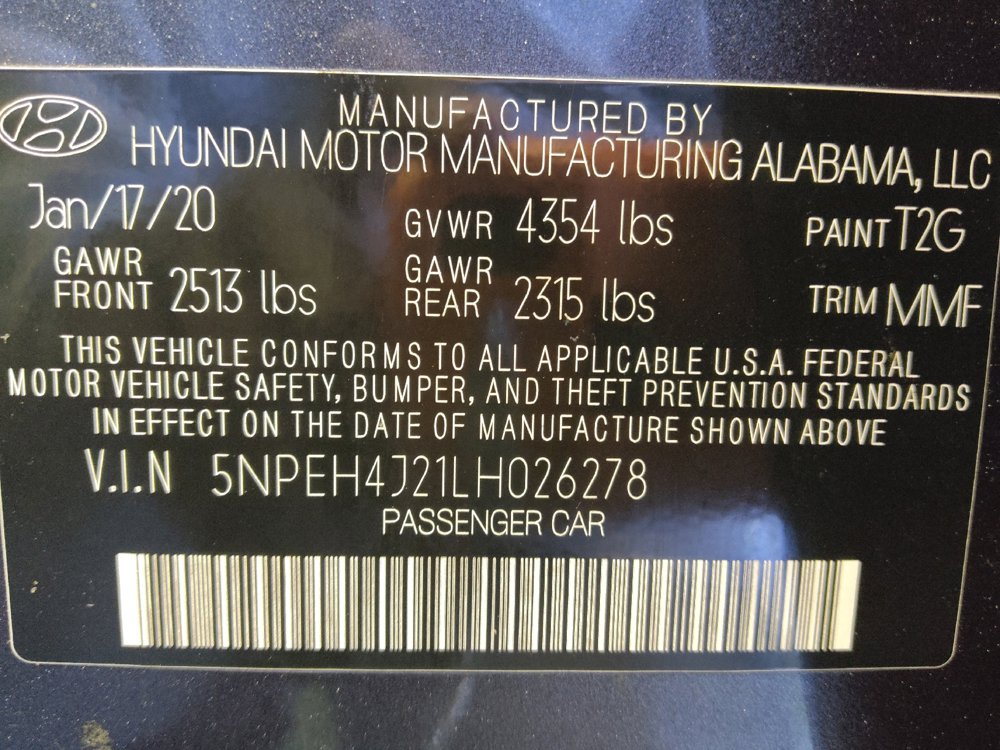 MANUFACTURED BY
HYUNDAI MOTOR MANUFACTURING ALABAMA, LLC
Jan/17/20 GVWR 4354 lbs PAINT T2G
GAWR FRONT 2513 lbs GAWR REAR 2315 lbs TRIM MMF
THIS VEHICLE CONFORMS TO ALL APPLICABLE U.S.A. FEDERAL
MOTOR VEHICLE SAFETY, BUMPER, AND THEFT PREVENTION STANDARDS
IN EFFECT ON THE DATE OF MANUFACTURE SHOWN ABOVE
V.I.N 5NPEH4J21LH026278
PASSENGER CAR